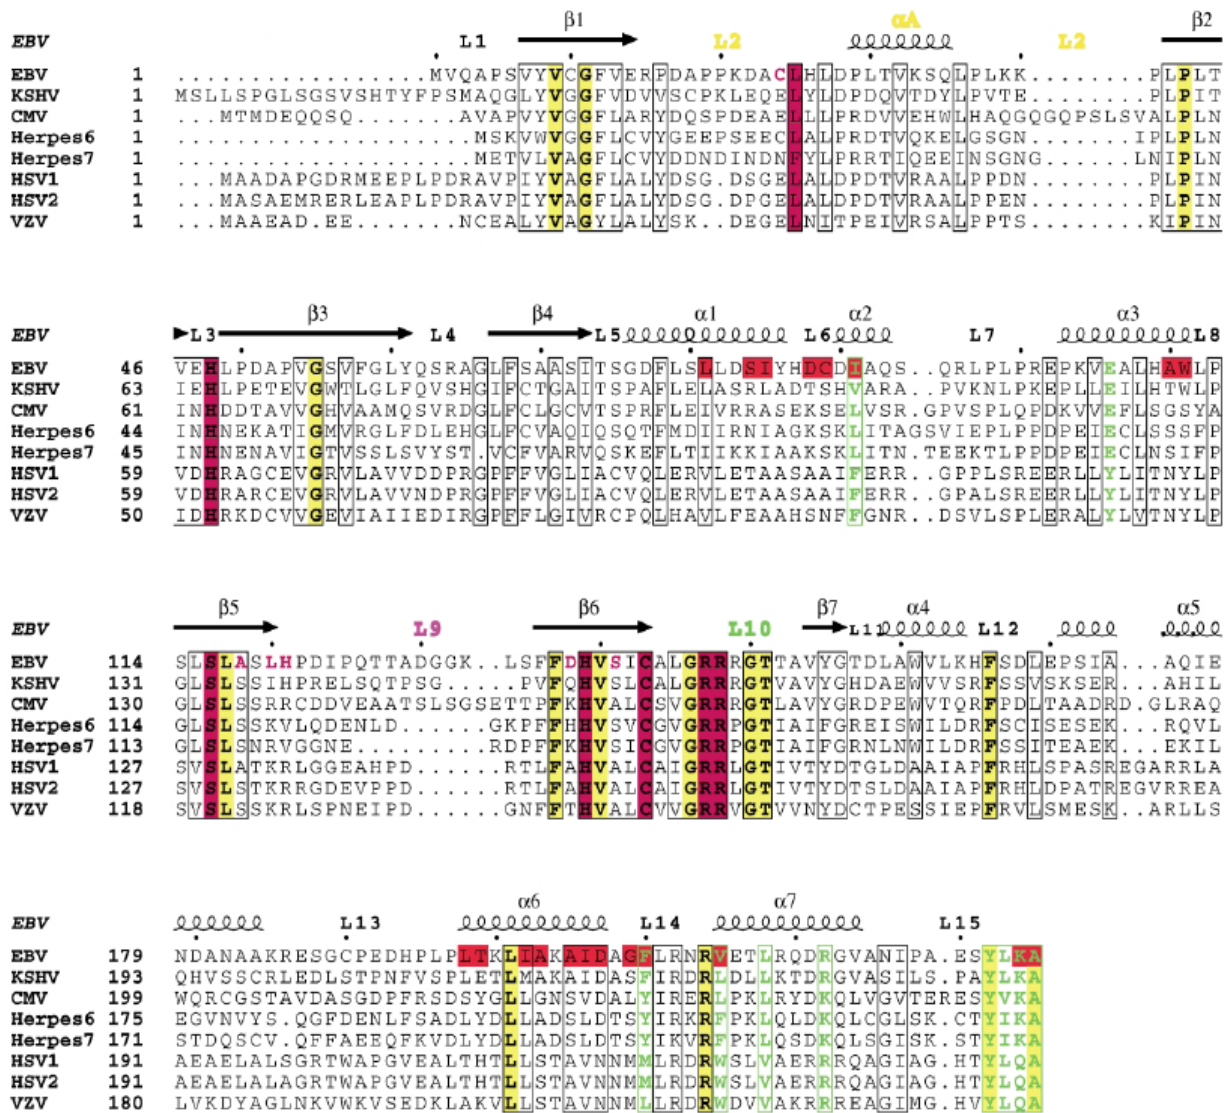 β1 αA β2
EBV L1 L2 L2
EBV 1 .................MVQAPSVYVCGFVERPDAPPKDACLHLDPLTVKSQLPLKK........PLPLT
KSHV 1 MSLLSPGLSGSVSHTYFPSMAQGLYVGGFVDVVSCPKLEQELYLDPDQVTDYLPVTE........PLPIT
CMV 1 ...MTMDEQQSQ.......AVAPVYVGGFLARYDQSPDEAELLLPRDVVEHWLHAQGQGQPSLSVALPLN
Herpes6 1 ....................MSKVWVGGFLCVYGEEPSEECLALPRDTVQKELGSGN.......IPLPLN
Herpes7 1 ....................METVLVAGFLCVYDDNDINDNFYLPRRTIQEEINSGNG......LNIPLN
HSV1 1 ...MAADAPGDRMEEPLPDRAVPIYVAGFLALYDSG.DSGELALDPDTVRAALPPDN........PLPIN
HSV2 1 ...MASAEMRERLEAPLPDRAVPIYVAGFLALYDSG.DPGELALDPDTVRAALPPEN........PLPIN
VZV 1 ...MAAEAD.EE.......NCEALYVAGYLALYSK..DEGELNITPEIVRSALPPTS........KIPIN
β3 β4 α1 α2 α3
EBV L3 L4 L5 L6 L7 L8
EBV 46 VEHLPDAPVGSVFGLYQSRAGLFSAASITSGDFLSLLDSIYHDCDIAQS..QRLPLPREPKVEALHAWLP
KSHV 63 INHLPETEVGWTLGLFQVSHGIFCTGAITSPAFLELASRLADTSHVARA...PVKNLPKEPLLEILHTWLP
CMV 61 INHDDTAVVGHVAAMQSVRDGLFCLGCVTSPRFLEIVRRASEKSELVSR.GPVSPLQPDKVVEFLSGSYA
Herpes6 44 INHNEKATIGMVRGLFDLEHGLFCVAQIQSQTFMDIIRNIAGKSKLITAGSVIEPLPPDPEIECLSSSFP
Herpes7 45 INHNENAVIGTVSSLSVYST.VCFVARVQSKEFLTIIKKIAAKSKLITN.TEEKTLPPDPEIECLNSIFP
HSV1 59 VDHRAGCEVGRVLAVVDDPRGPFFVGLIACVQLERVLETAASAAIFERR..GPPLSREERLLYLITNYLP
HSV2 59 VDHRARCEVGRVLAVVNDPRGPFFVGLIACVQLERVLETAASAAIFERR..GPALSREERLLYLITNYLP
VZV 50 IDHRKDCVVGEVIAIIEDIRGPFFLGIVRCPQLHAVLFEAAHSNFFGNR..DSVLSPLERALYLVTNYLP
β5 β6 β7 α4 α5
EBV L9 L10 L11 L12
EBV 114 SLSLASLHPDIPQTTADGGK..LSFFDHVSICALGRRRGTTAVYGTDLAWVLKHFSDLEPSIA...AQIE
KSHV 131 GLSLSSIHPRELSQTPSG.....PVFQHVSLCALGRRRGTVAVYGHDAEWVVSRFSSVSKSER...AHIL
CMV 130 GLSLSSRRCDDVEAATSLSGSETTPFKHVALCSVGRRRGTLAVYGRDPEWVTQRFPDLTAADRD.GLRAQ
Herpes6 114 GLSLSSKVLQDENLD......GKPFFHHVSVCGVGRRPGTIAIFGREISWILDRFSCISESEK...RQVL
Herpes7 113 GLSLSNRVGGNE.........RDPFFKHVSICGVGRRPGTIAIFGRNLNWILDRFSSITEAEK...EKIL
HSV1 127 SVSLATKRLGGEAHPD......RTLFAHVALCAIGRRLGTIVTYDTGLDAAIAPFRHLSPASREGARRLA
HSV2 127 SVSLSTKRRGDEVPPD......RTLFAHVALCAIGRRLGTIVTYDTSLDAAIAPFRHLDPATREGVRREA
VZV 118 SVSLSSKRLSPNEIPD......GNFFTHVALCVVGRRVGTVVNYDCTPESSIEPFRVLSMESK..ARLLS
α6 α7
EBV L13 L14 L15
EBV 179 NDANAAKRESGCPEDHPLPLTKLIAKAIDAGFLRNRVETLRQDRGVANIPA.ESYLKA
KSHV 193 QHVSSCRLEDLSTPNFVSPLETLMAKAIDASFIRDRLDLLKTDRGVASILS.PAYLKA
CMV 199 WQRCGSTAVDASGDPFRSDSYGLLGNSVDALYIRERLPKLRYDKQLVGVTERESYVKA
Herpes6 175 EGVNVYS.QGFDENLFSADLYDLLADSLDTSYIRKRFPKLQLDKQLCGLSK.CTYIKA
Herpes7 171 STDQSCV.QFFAEEQFKVDLYDLLADSLDTSYIKVRFPKLQSDKQLSGISK.STYIKA
HSV1 191 AEAELALSGRTWAPGVEALTHTLLSTAVNNMMLRDRWSLVAERRRQAGIAG.HTYLQA
HSV2 191 AEAELALAGRTWAPGVEALTHTLLSTAVNNMMLRDRWSLVAERRRQAGIAG.HTYLQA
VZV 180 LVKDYAGLNKVWKVSEDKLAKVLLSTAVNNMLLRDRWDVVAKRRREAGIMG.HVYLQA